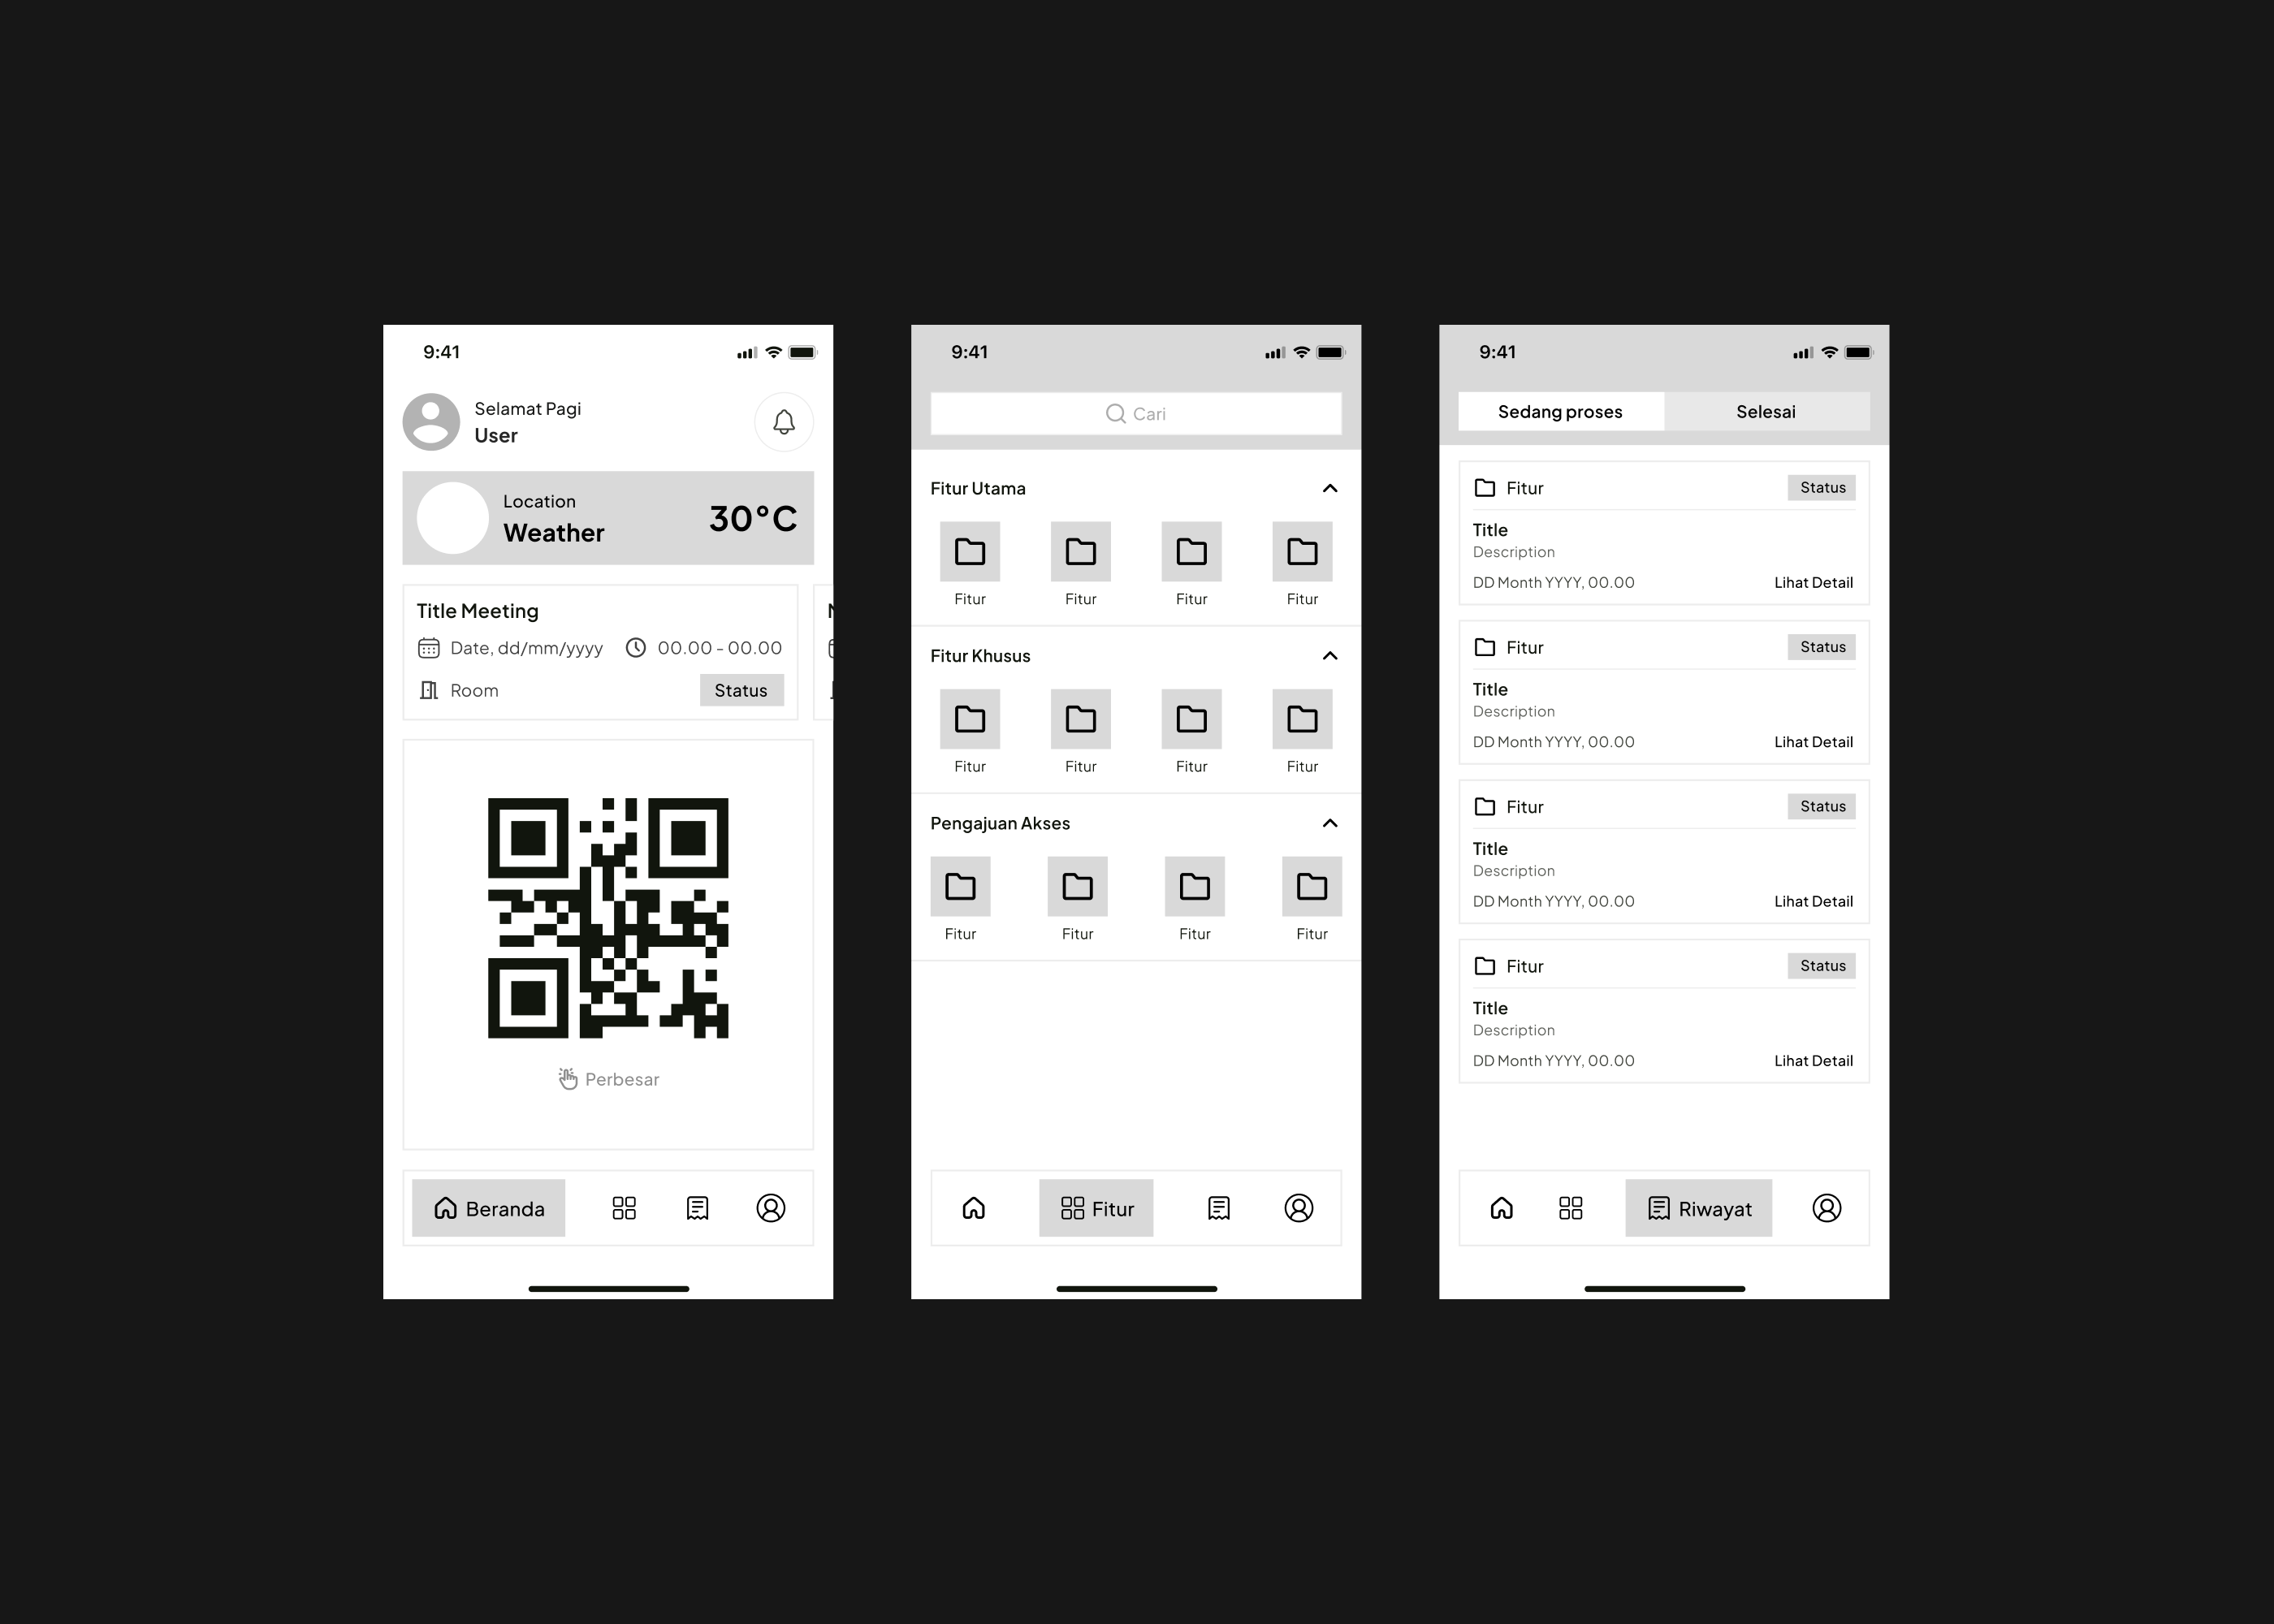 9:41
Selamat Pagi
User
Location
Weather
30°C
Title Meeting
Date, dd/mm/yyyy
00.00 - 00.00
Room
Status
Perbesar
Beranda
9:41
Cari
Fitur Utama
Fitur Fitur Fitur Fitur
Fitur Khusus
Fitur Fitur Fitur Fitur
Pengajuan Akses
Fitur Fitur Fitur Fitur
Fitur
9:41
Sedang proses Selesai
Fitur Status
Title
Description
DD Month YYYY, 00.00 Lihat Detail
Fitur Status
Title
Description
DD Month YYYY, 00.00 Lihat Detail
Fitur Status
Title
Description
DD Month YYYY, 00.00 Lihat Detail
Fitur Status
Title
Description
DD Month YYYY, 00.00 Lihat Detail
Riwayat